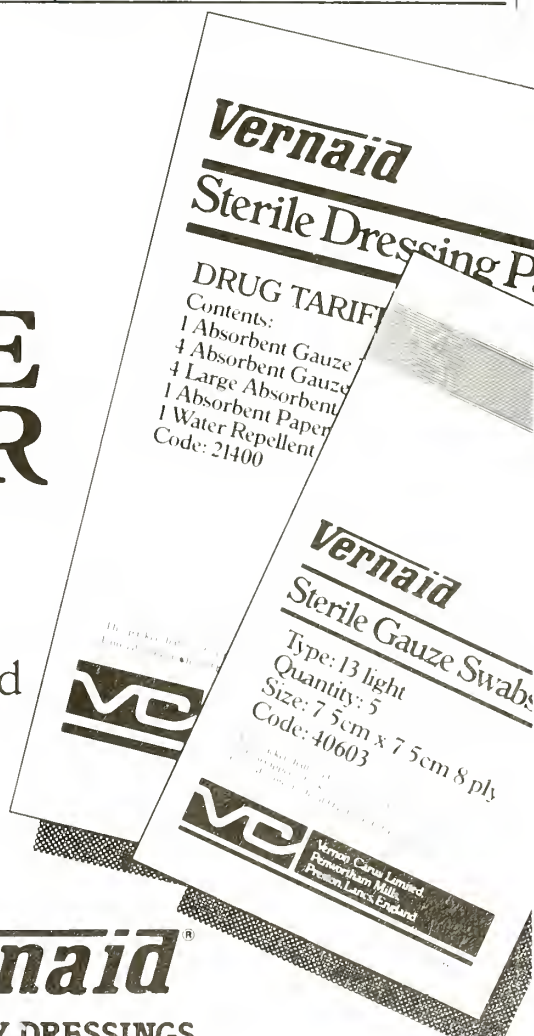 Vernaid
Sterile Dressing P
DRUG TARIF
Contents:
1 Absorbent Gauze
4 Absorbent Gauze
4 Large Absorbent
1 Absorbent Paper
1 Water Repellent
Code: 21400
VC
E
R
d
Vernaid
Sterile Gauze Swabs
Type: 13 light
Quantity: 5
Size: 7 5cm x 7 5cm 8 ply
Code: 40603
VC
Vernon Carus Limited,
Penwortham Mills,
Preston, Lancs, England
naid®
Y DRESSINGS